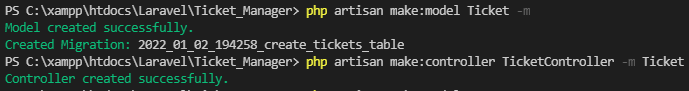 PS C:\xampp\htdocs\Laravel\Ticket_Manager> php artisan make:model Ticket -m
Model created successfully.
Created Migration: 2022_01_02_194258_create_tickets_table
PS C:\xampp\htdocs\Laravel\Ticket_Manager> php artisan make:controller TicketController -m Ticket
Controller created successfully.